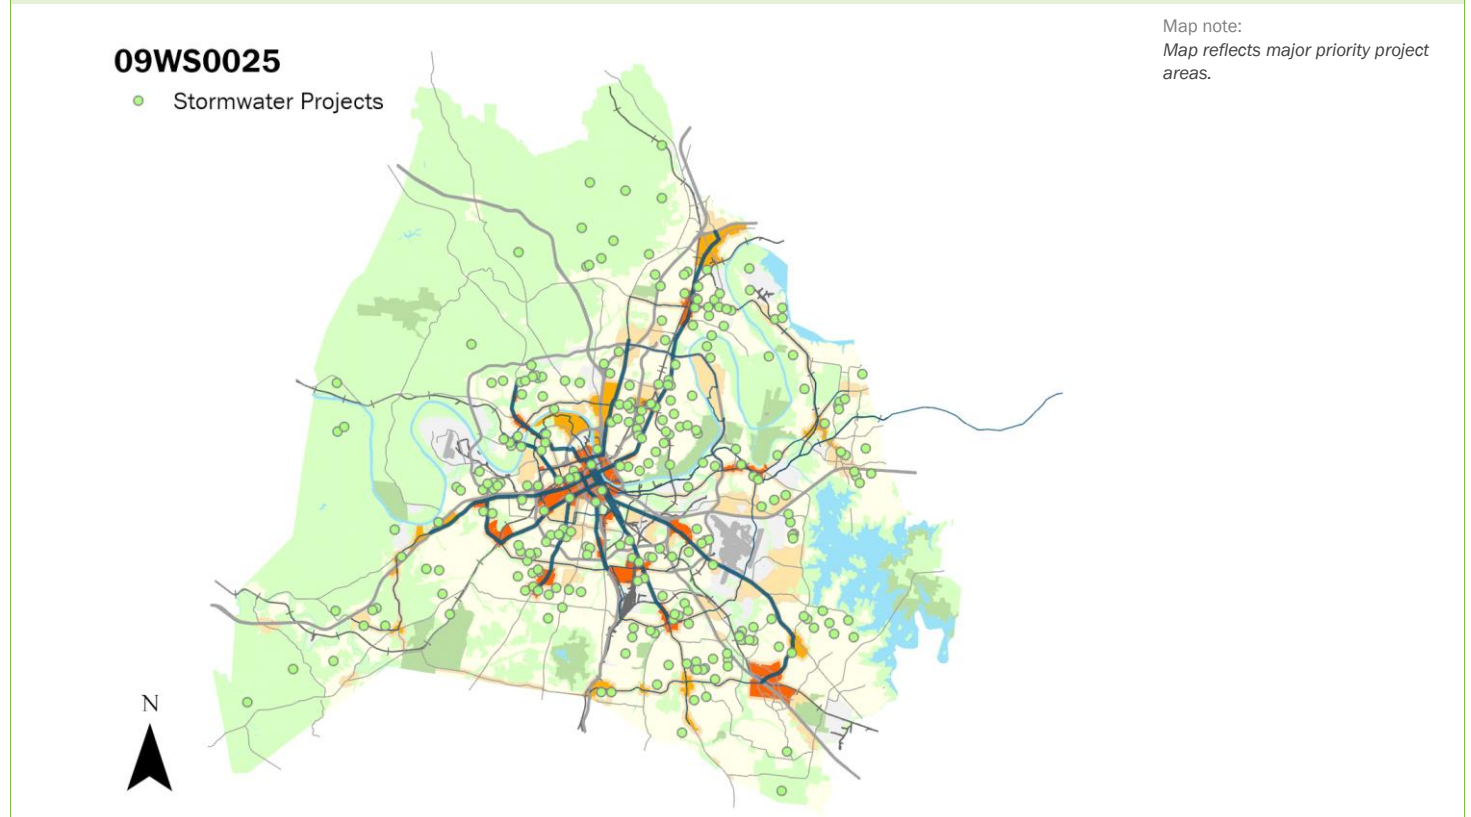 Map note:
Map reflects major priority project
areas.
09WS0025
Stormwater Projects
N